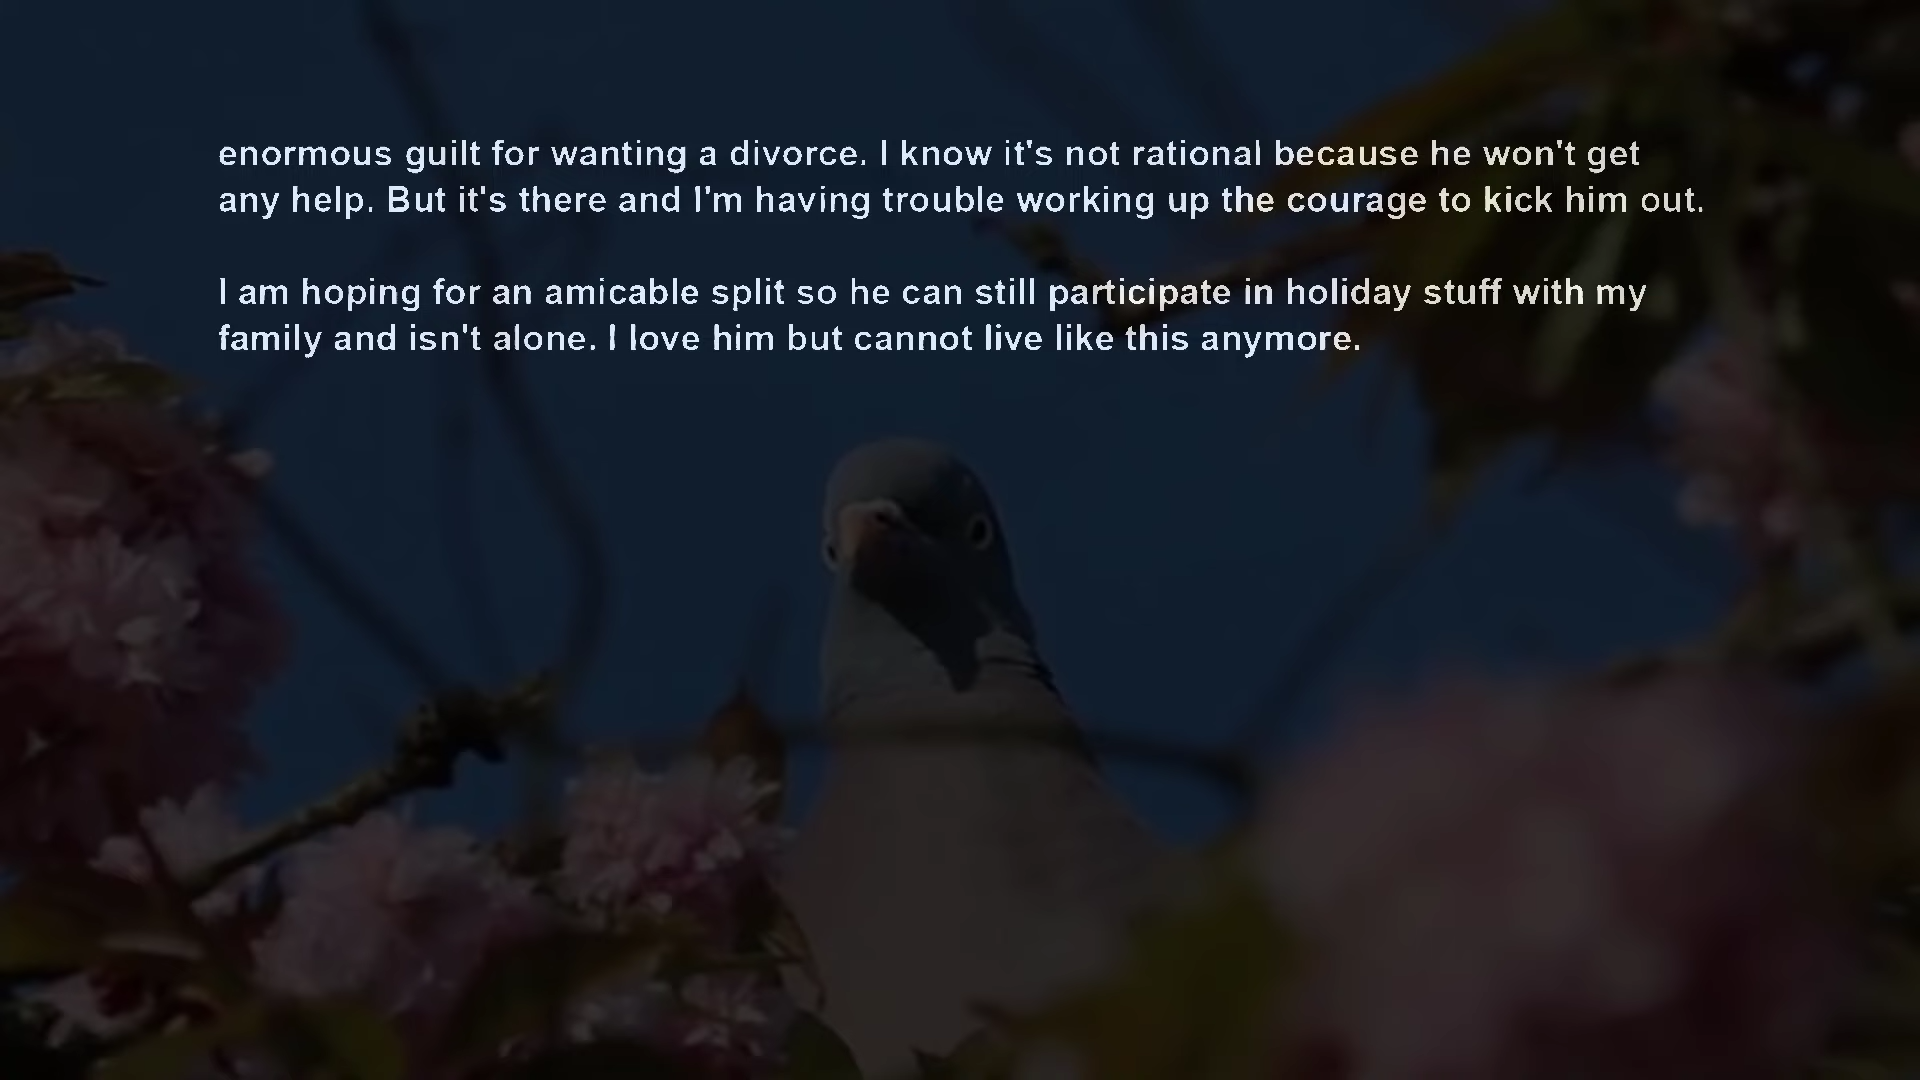 enormous guilt for wanting a divorce. I know it's not rational because he won't get
any help. But it's there and I'm having trouble working up the courage to kick him out.
I am hoping for an amicable split so he can still participate in holiday stuff with my
family and isn't alone. I love him but cannot live like this anymore.